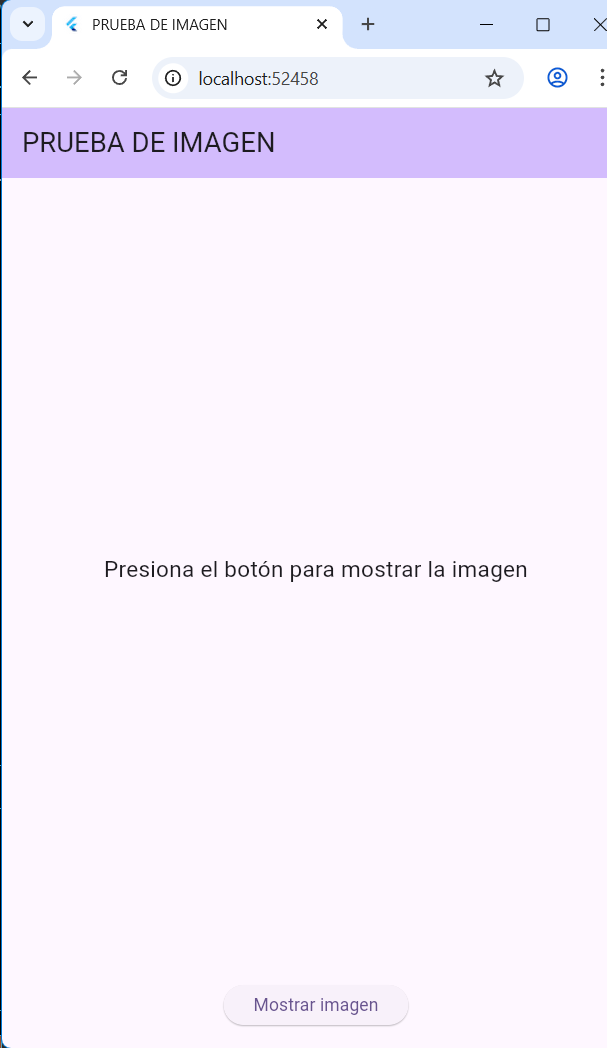 PRUEBA DE IMAGEN
localhost:52458
PRUEBA DE IMAGEN
Presiona el botón para mostrar la imagen
Mostrar imagen